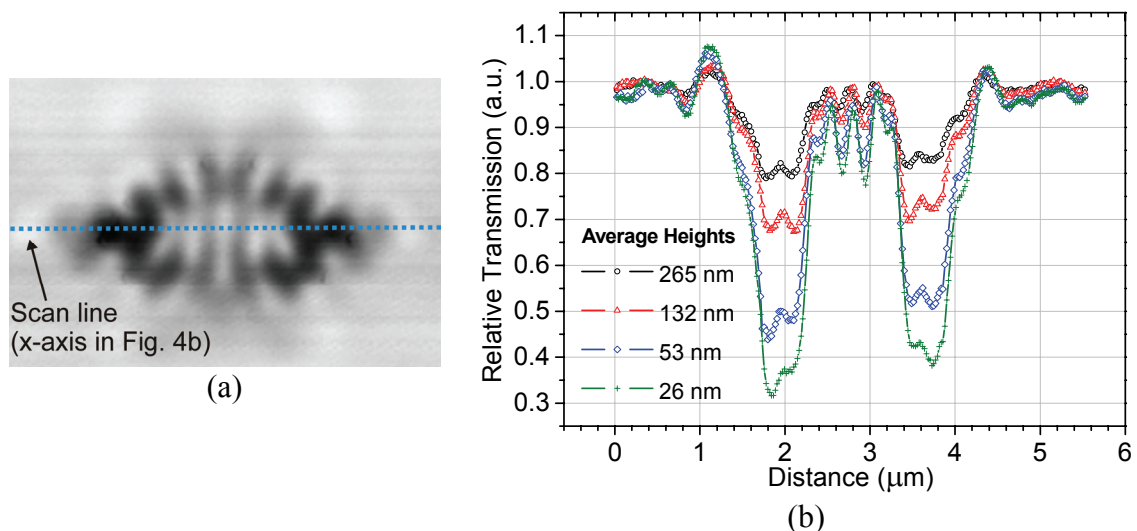 Scan line
(x-axis in Fig. 4b)
(a)
Relative Transmission (a.u.)
1.1
1.0
0.9
0.8
0.7
0.6
0.5
0.4
0.3
Average Heights
265 nm
132 nm
53 nm
26 nm
0 1 2 3 4 5 6
Distance (μm)
(b)